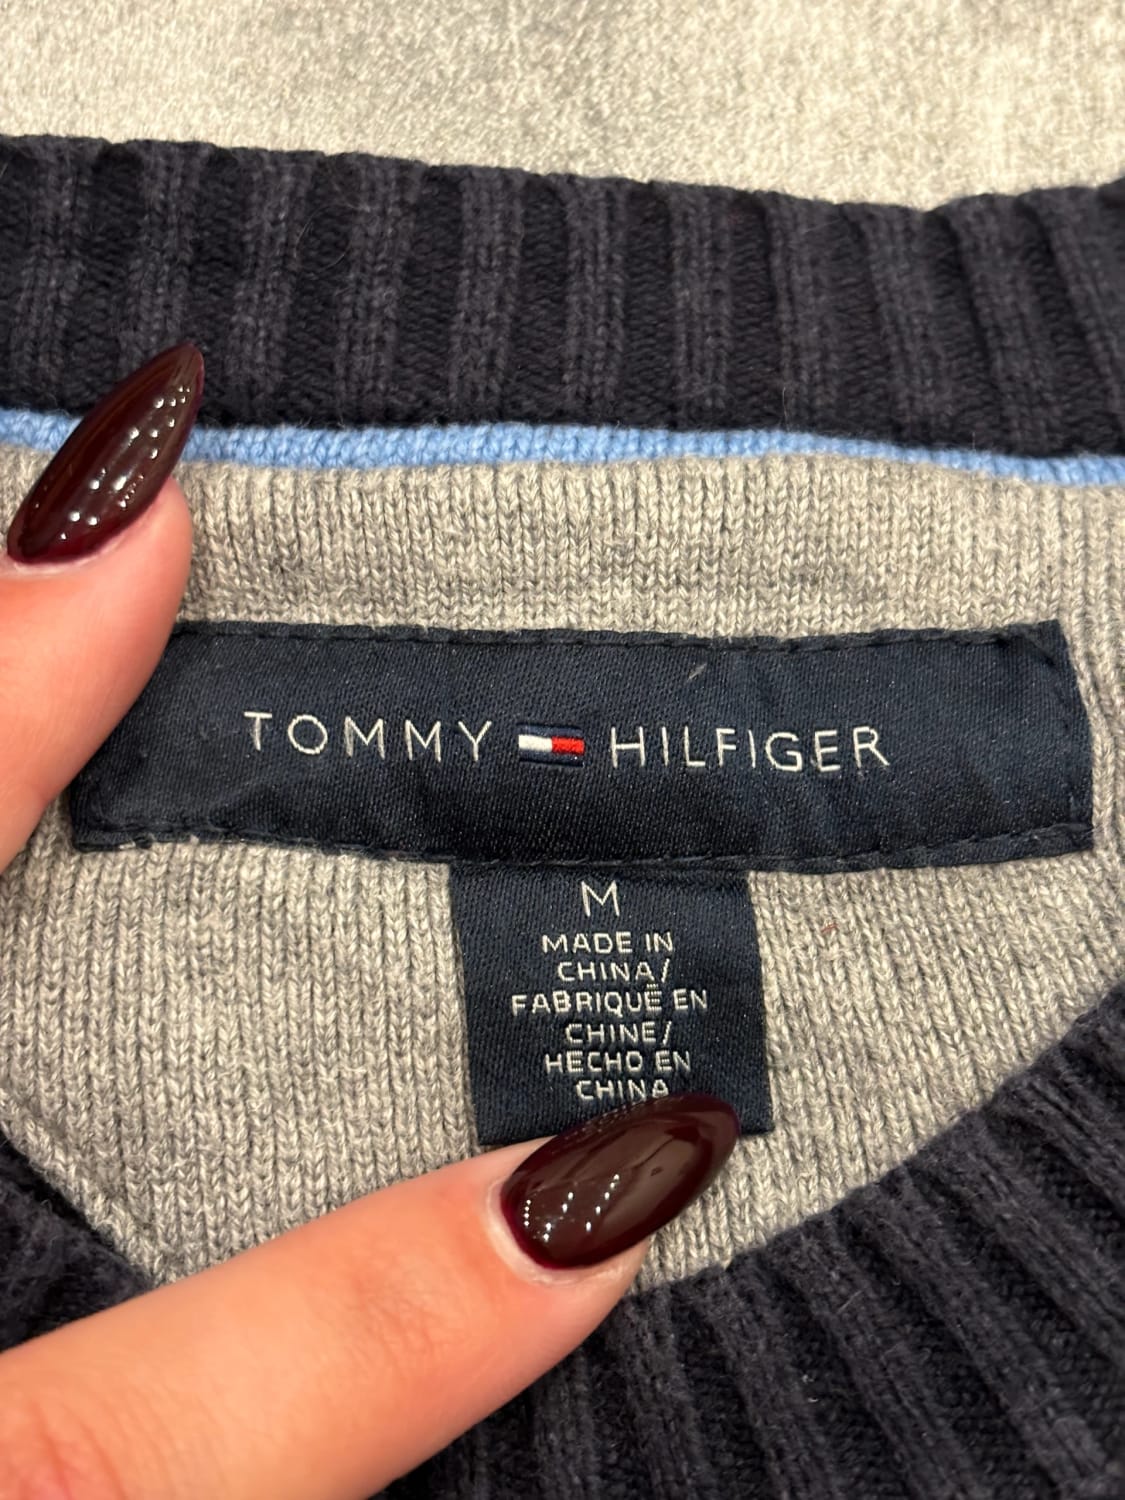 TOMMY HILFIGER
M
MADE IN
CHINA/
FABRIQUÉ EN
CHINE/
HECHO EN
CHINA